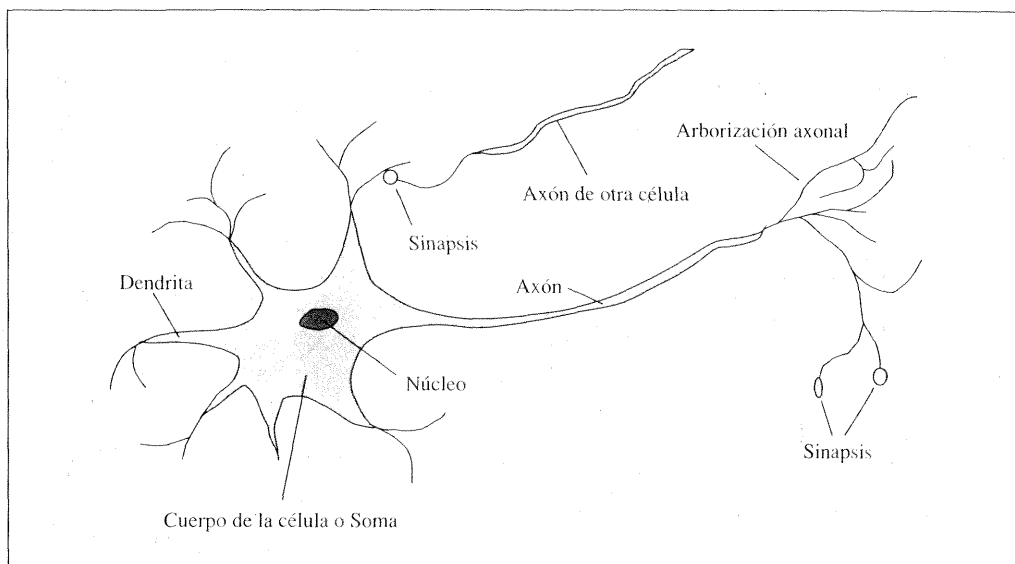 Arborización axonal
Axón de otra célula
Sinapsis
Dendrita
Axón
Núcleo
Sinapsis
Cuerpo de la célula o Soma